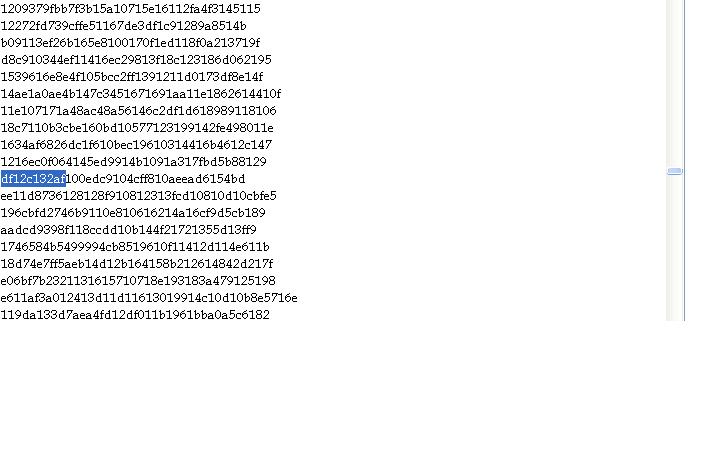 1209379fbb7f3b15a10715e16112fa4f3145115
12272fd739cffe51167de3df1c91289a8514b
b09113ef26b165e8100170f1ed118f0a213719f
d8c910344ef11416ec29813f18c123186d062195
1539616e8e4f105bcc2ff1391211d0173df8e14f
14ae1a0ae4b147c3451671691aa11e1862614410f
11e107171a48ac48a56146c2df1d618989118106
18c7110b3cbe160bd10577123199142fe498011e
1634af6826dc1f610bec19610314416b4612c147
1216ec0f064145ed9914b1091a317fbd5b88129
df12c132af100edc9104cff810aeead6154bd
ee11d8736128128f910812313fcd10810d10cbfe5
196cbfd2746b9110e810616214a16cf9d5cb189
aadcd9398f118ccdd10b144f21721355d13ff9
1746584b5499994cb8519610f11412d114e611b
18d74e7ff5aeb14d12b164158b212614842d217f
e06bf7b2321131615710718e193183a479125198
e611af3a012413d11d11613019914c10d10b8e5716e
119da133d7aea4fd12df011b1961bba0a5c6182